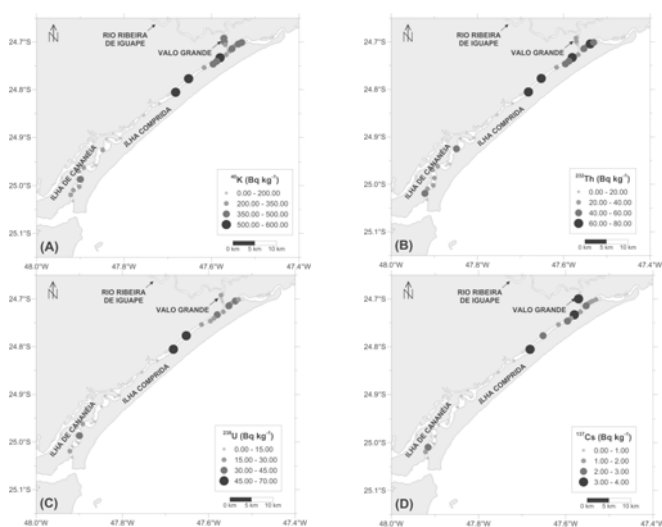 24.7°S
24.8°S
24.9°S
25.0°S
25.1°S
N
RIO RIBEIRA
DE IGUAPE
VALO GRANDE
ILHA COMPRIDA
ILHA DE CANANÉIA
⁴⁰K (Bq kg⁻¹)
0.00 - 200.00
200.00 - 350.00
350.00 - 500.00
500.00 - 600.00
0 km 5 km 10 km
(A)
48.0°W 47.8°W 47.6°W 47.4°W
24.7°S
24.8°S
24.9°S
25.0°S
25.1°S
N
RIO RIBEIRA
DE IGUAPE
VALO GRANDE
ILHA COMPRIDA
ILHA DE CANANÉIA
²³²Th (Bq kg⁻¹)
0.00 - 20.00
20.00 - 40.00
40.00 - 60.00
60.00 - 80.00
0 km 5 km 10 km
(B)
48.0°W 47.8°W 47.6°W 47.4°W
24.7°S
24.8°S
24.9°S
25.0°S
25.1°S
N
RIO RIBEIRA
DE IGUAPE
VALO GRANDE
ILHA COMPRIDA
ILHA DE CANANÉIA
²³⁸U (Bq kg⁻¹)
0.00 - 15.00
15.00 - 30.00
30.00 - 45.00
45.00 - 70.00
0 km 5 km 10 km
(C)
48.0°W 47.8°W 47.6°W 47.4°W
24.7°S
24.8°S
24.9°S
25.0°S
25.1°S
N
RIO RIBEIRA
DE IGUAPE
VALO GRANDE
ILHA COMPRIDA
ILHA DE CANANÉIA
¹³⁷Cs (Bq kg⁻¹)
0.00 - 1.00
1.00 - 2.00
2.00 - 3.00
3.00 - 4.00
0 km 5 km 10 km
(D)
48.0°W 47.8°W 47.6°W 47.4°W